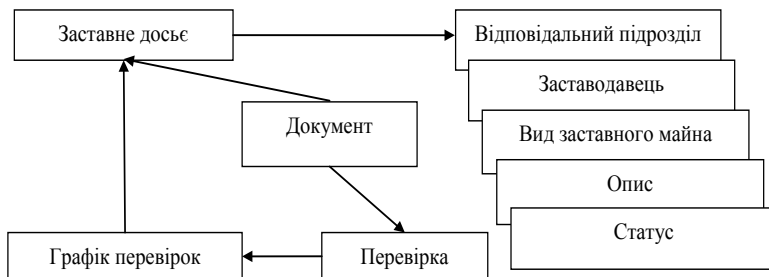 Заставне досьє
Відповідальний підрозділ
Заставодавець
Документ
Вид заставного майна
Опис
Статус
Графік перевірок
Перевірка